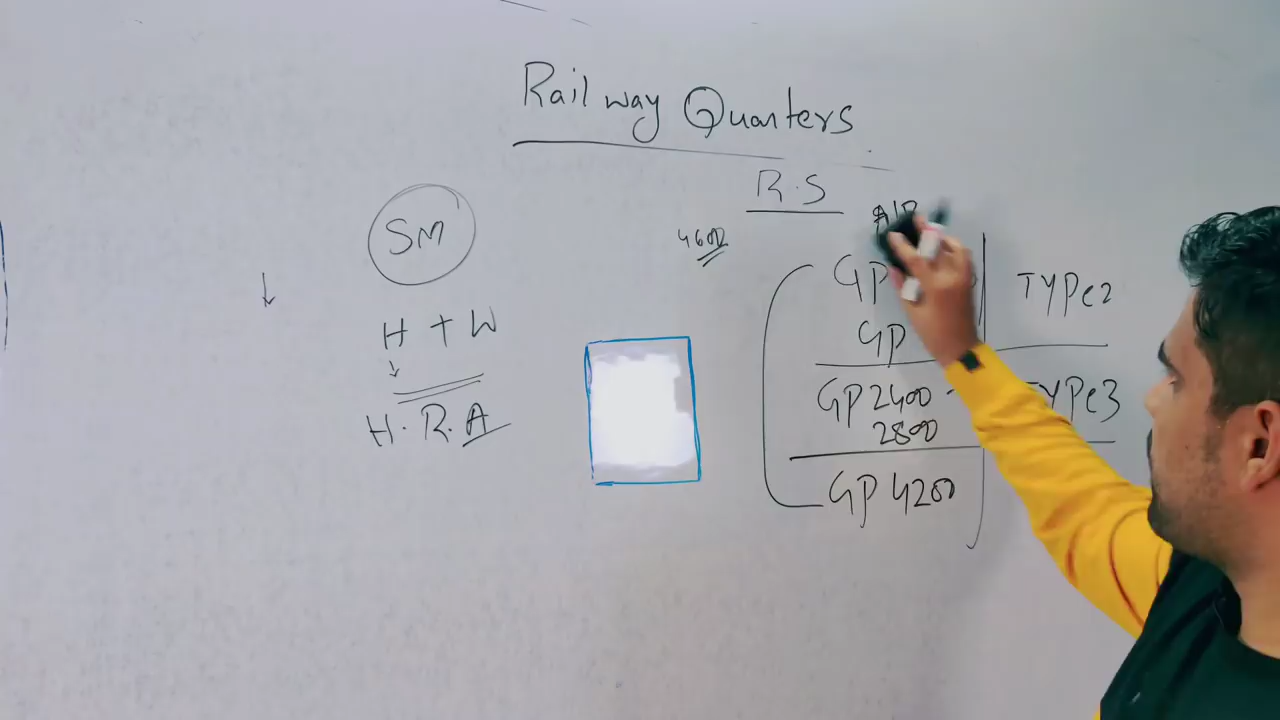 Railway Quarters
R.S
SM
4600
GP
TYPe2
H + W
GP
GP 2400 -
TYPe3
2800
H.R.A
GP 4200